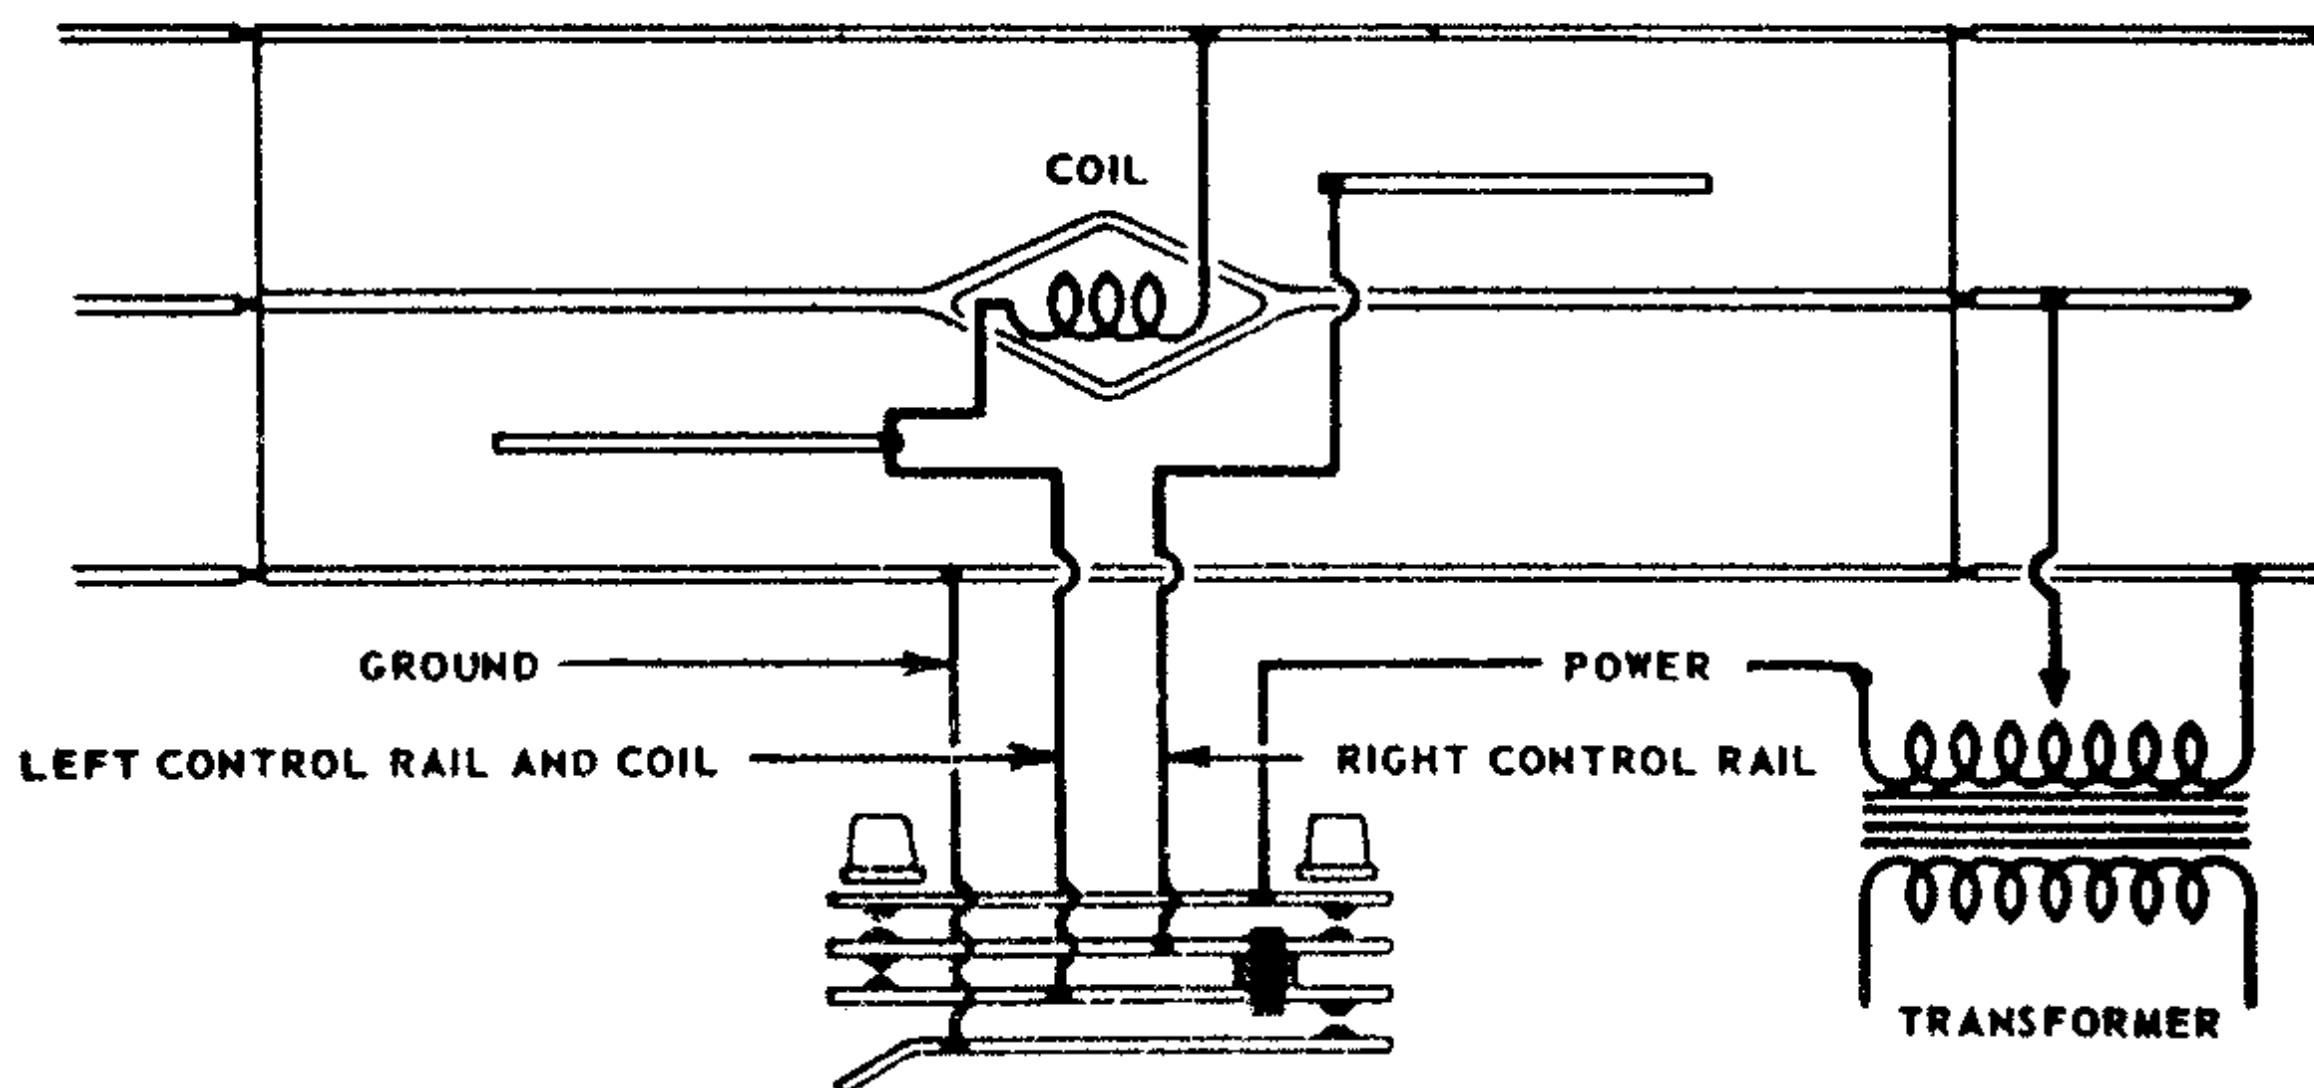 COIL
GROUND
POWER
LEFT CONTROL RAIL AND COIL
RIGHT CONTROL RAIL
TRANSFORMER